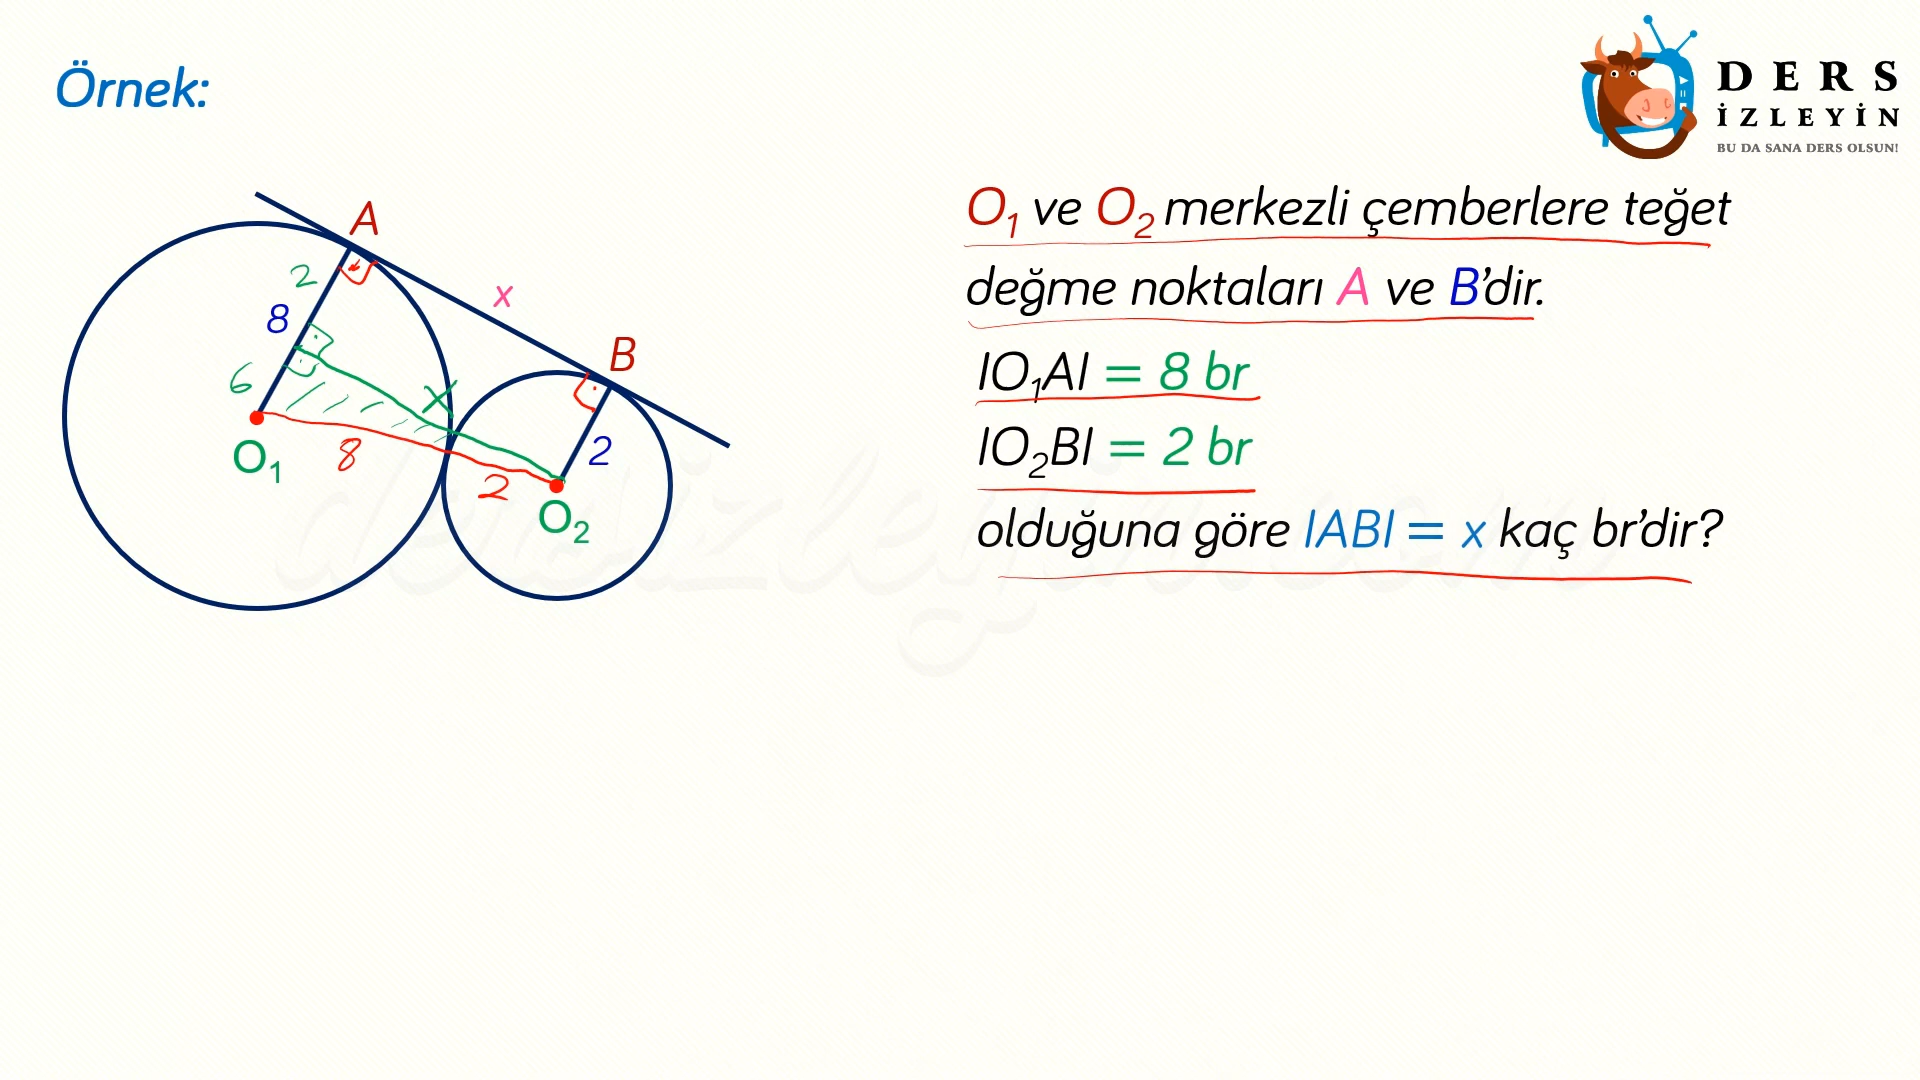 Örnek:
DERS
İZLEYİN
BU DA SANA DERS OLSUN!
O₁ ve O₂ merkezli çemberlere teğet
değme noktaları A ve B'dir.
IO₁AI = 8 br
IO₂BI = 2 br
olduğuna göre IABI = x kaç br'dir?
A
2
x
8
B
6
X
O₁
8
2
2
O₂
dersizleyin.com